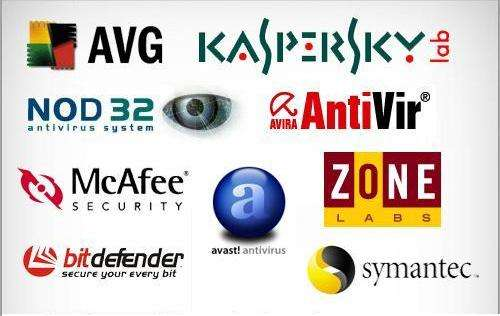 AVG
KASPERSKY lab
NOD 32
antivirus system
AVIRA AntiVir®
McAfee®
SECURITY
a
avast! antivirus
ZONE
LABS
bitdefender
secure your every bit
symantec™